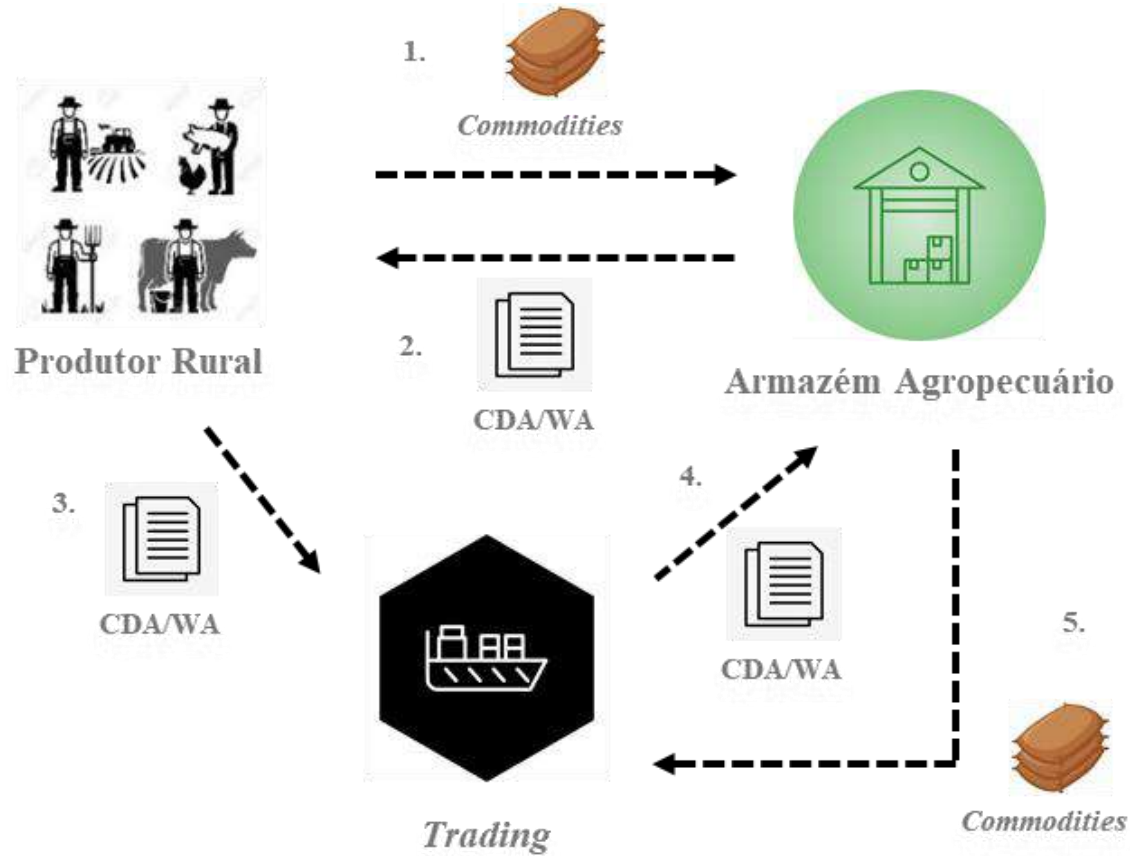 1.
Commodities
Produtor Rural
2.
CDA/WA
Armazém Agropecuário
3.
CDA/WA
4.
CDA/WA
5.
Commodities
Trading